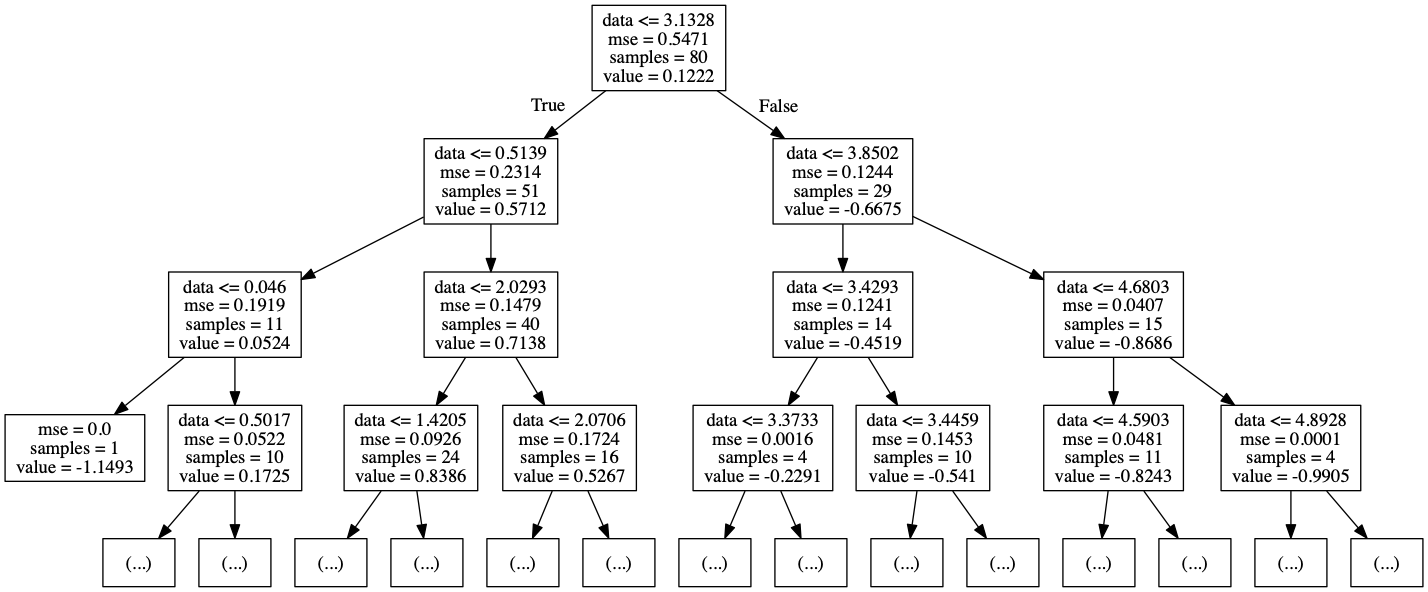 data <= 3.1328
mse = 0.5471
samples = 80
value = 0.1222
True
False
data <= 0.5139
mse = 0.2314
samples = 51
value = 0.5712
data <= 3.8502
mse = 0.1244
samples = 29
value = -0.6675
data <= 0.046
mse = 0.1919
samples = 11
value = 0.0524
data <= 2.0293
mse = 0.1479
samples = 40
value = 0.7138
data <= 3.4293
mse = 0.1241
samples = 14
value = -0.4519
data <= 4.6803
mse = 0.0407
samples = 15
value = -0.8686
mse = 0.0
samples = 1
value = -1.1493
data <= 0.5017
mse = 0.0522
samples = 10
value = 0.1725
data <= 1.4205
mse = 0.0926
samples = 24
value = 0.8386
data <= 2.0706
mse = 0.1724
samples = 16
value = 0.5267
data <= 3.3733
mse = 0.0016
samples = 4
value = -0.2291
data <= 3.4459
mse = 0.1453
samples = 10
value = -0.541
data <= 4.5903
mse = 0.0481
samples = 11
value = -0.8243
data <= 4.8928
mse = 0.0001
samples = 4
value = -0.9905
(...)
(...)
(...)
(...)
(...)
(...)
(...)
(...)
(...)
(...)
(...)
(...)
(...)
(...)